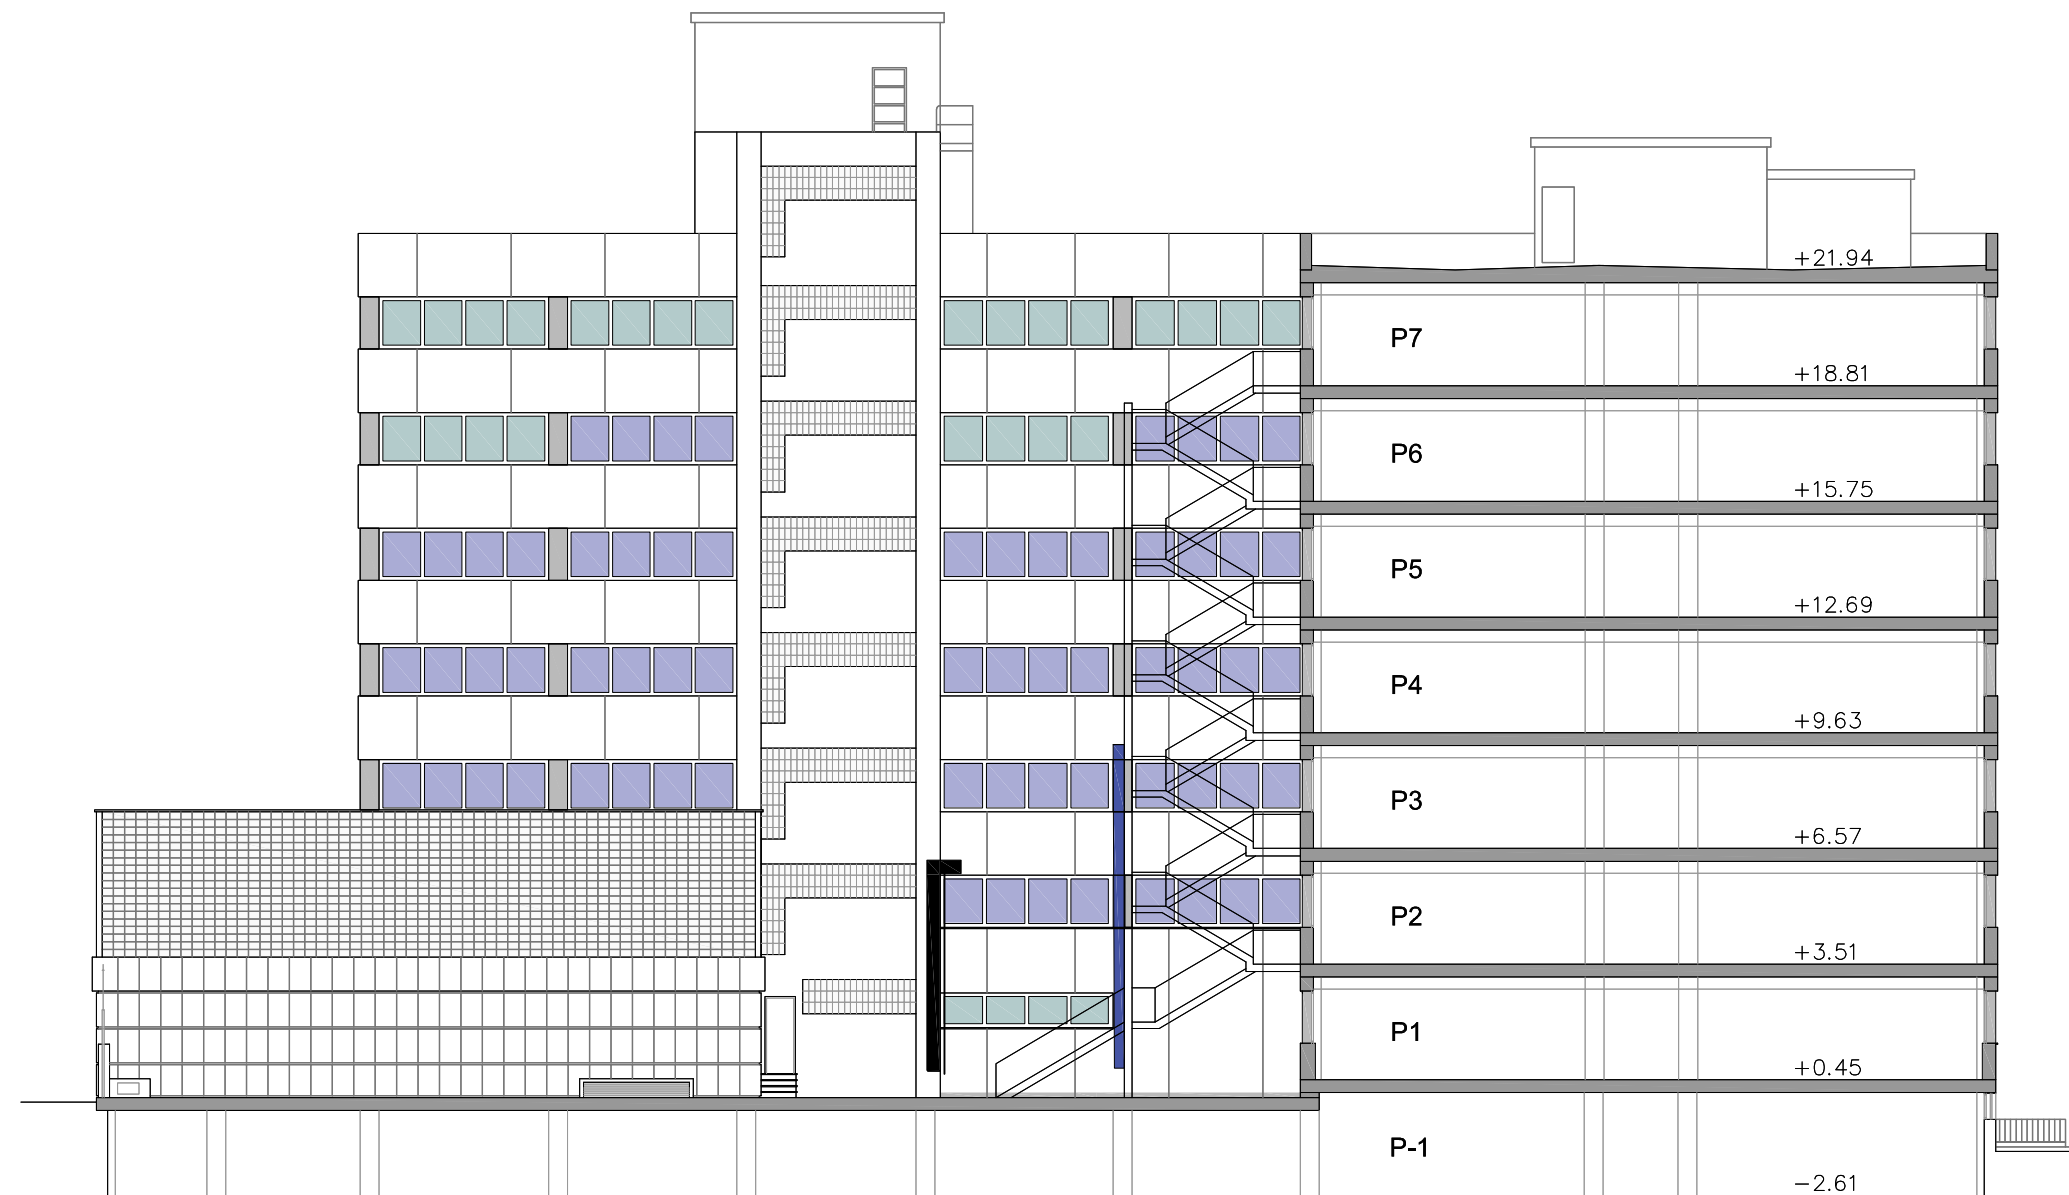 +21.94
P7
+18.81
P6
+15.75
P5
+12.69
P4
+9.63
P3
+6.57
P2
+3.51
P1
+0.45
P-1
−2.61